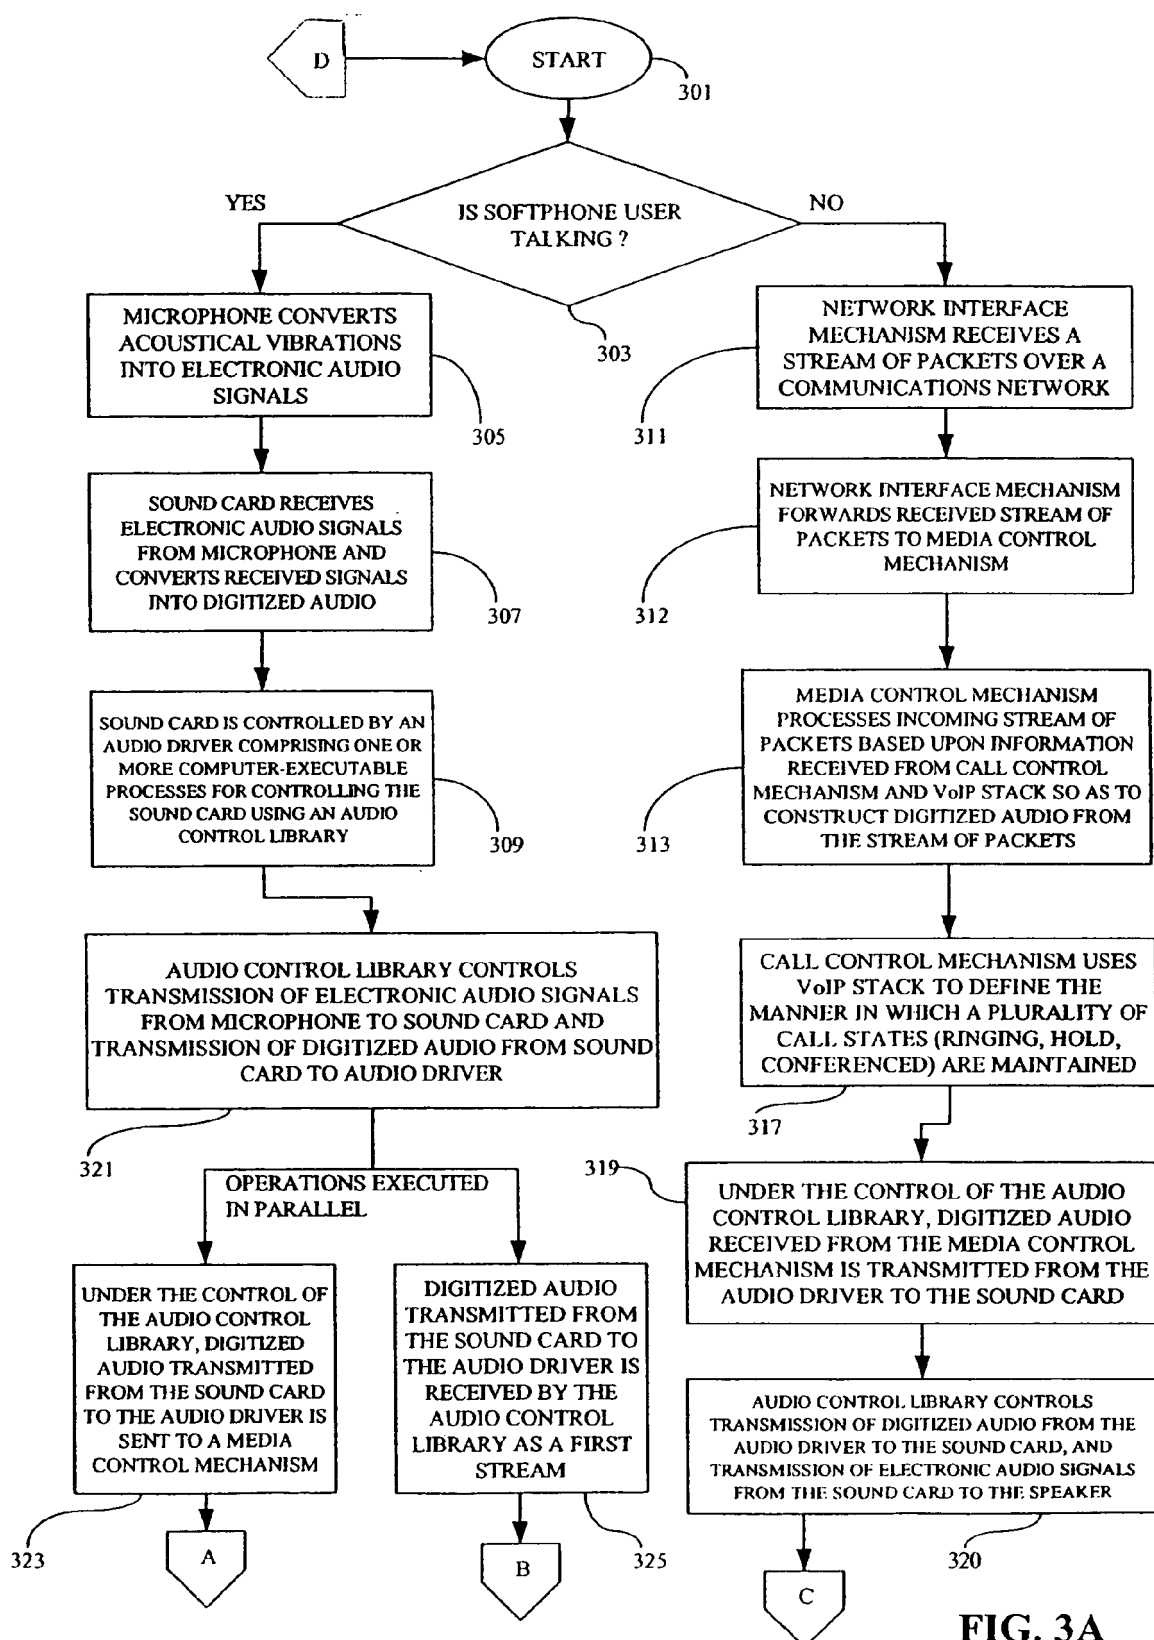 D
START
301
IS SOFTPHONE USER
TALKING ?
YES
NO
303
MICROPHONE CONVERTS
ACOUSTICAL VIBRATIONS
INTO ELECTRONIC AUDIO
SIGNALS
305
SOUND CARD RECEIVES
ELECTRONIC AUDIO SIGNALS
FROM MICROPHONE AND
CONVERTS RECEIVED SIGNALS
INTO DIGITIZED AUDIO
307
SOUND CARD IS CONTROLLED BY AN
AUDIO DRIVER COMPRISING ONE OR
MORE COMPUTER-EXECUTABLE
PROCESSES FOR CONTROLLING THE
SOUND CARD USING AN AUDIO
CONTROL LIBRARY
309
AUDIO CONTROL LIBRARY CONTROLS
TRANSMISSION OF ELECTRONIC AUDIO SIGNALS
FROM MICROPHONE TO SOUND CARD AND
TRANSMISSION OF DIGITIZED AUDIO FROM SOUND
CARD TO AUDIO DRIVER
321
OPERATIONS EXECUTED
IN PARALLEL
UNDER THE CONTROL OF
THE AUDIO CONTROL
LIBRARY, DIGITIZED
AUDIO TRANSMITTED
FROM THE SOUND CARD
TO THE AUDIO DRIVER IS
SENT TO A MEDIA
CONTROL MECHANISM
323
A
DIGITIZED AUDIO
TRANSMITTED FROM
THE SOUND CARD TO
THE AUDIO DRIVER IS
RECEIVED BY THE
AUDIO CONTROL
LIBRARY AS A FIRST
STREAM
325
B
NETWORK INTERFACE
MECHANISM RECEIVES A
STREAM OF PACKETS OVER A
COMMUNICATIONS NETWORK
311
NETWORK INTERFACE MECHANISM
FORWARDS RECEIVED STREAM OF
PACKETS TO MEDIA CONTROL
MECHANISM
312
MEDIA CONTROL MECHANISM
PROCESSES INCOMING STREAM OF
PACKETS BASED UPON INFORMATION
RECEIVED FROM CALL CONTROL
MECHANISM AND VoIP STACK SO AS TO
CONSTRUCT DIGITIZED AUDIO FROM
THE STREAM OF PACKETS
313
CALL CONTROL MECHANISM USES
VoIP STACK TO DEFINE THE
MANNER IN WHICH A PLURALITY OF
CALL STATES (RINGING, HOLD,
CONFERENCED) ARE MAINTAINED
317
319
UNDER THE CONTROL OF THE AUDIO
CONTROL LIBRARY, DIGITIZED AUDIO
RECEIVED FROM THE MEDIA CONTROL
MECHANISM IS TRANSMITTED FROM THE
AUDIO DRIVER TO THE SOUND CARD
AUDIO CONTROL LIBRARY CONTROLS
TRANSMISSION OF DIGITIZED AUDIO FROM THE
AUDIO DRIVER TO THE SOUND CARD, AND
TRANSMISSION OF ELECTRONIC AUDIO SIGNALS
FROM THE SOUND CARD TO THE SPEAKER
320
C
FIG. 3A